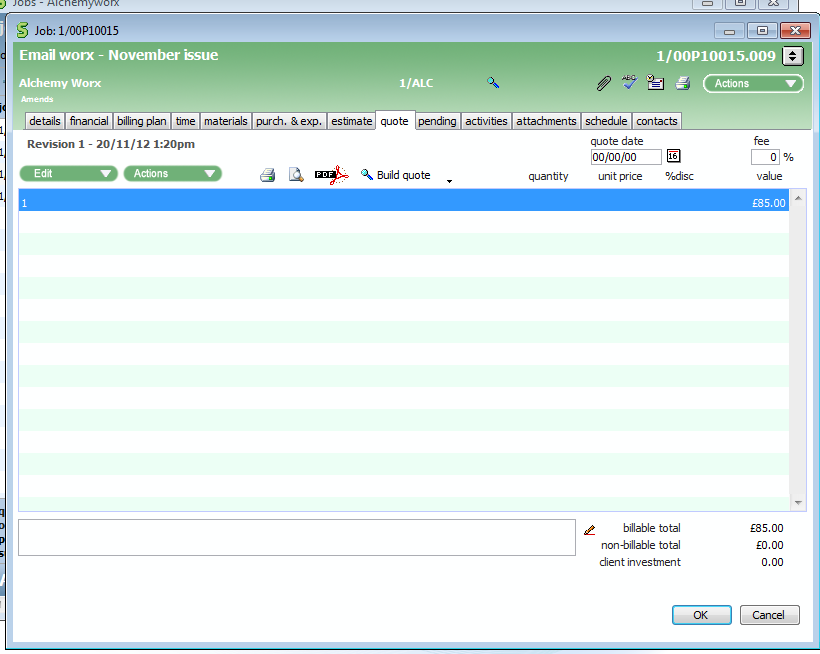 Jobs - Alchemyworx
Job: 1/00P10015
Email worx - November issue
1/00P10015.009
Alchemy Worx
1/ALC
ABC
Actions
Amends
details
financial
billing plan
time
materials
purch. & exp.
estimate
quote
pending
activities
attachments
schedule
contacts
Revision 1 - 20/11/12 1:20pm
quote date
fee
00/00/00
16
0 %
Edit
Actions
PDF
Build quote
quantity
unit price
%disc
value
1
£85.00
billable total
£85.00
non-billable total
£0.00
client investment
0.00
OK
Cancel